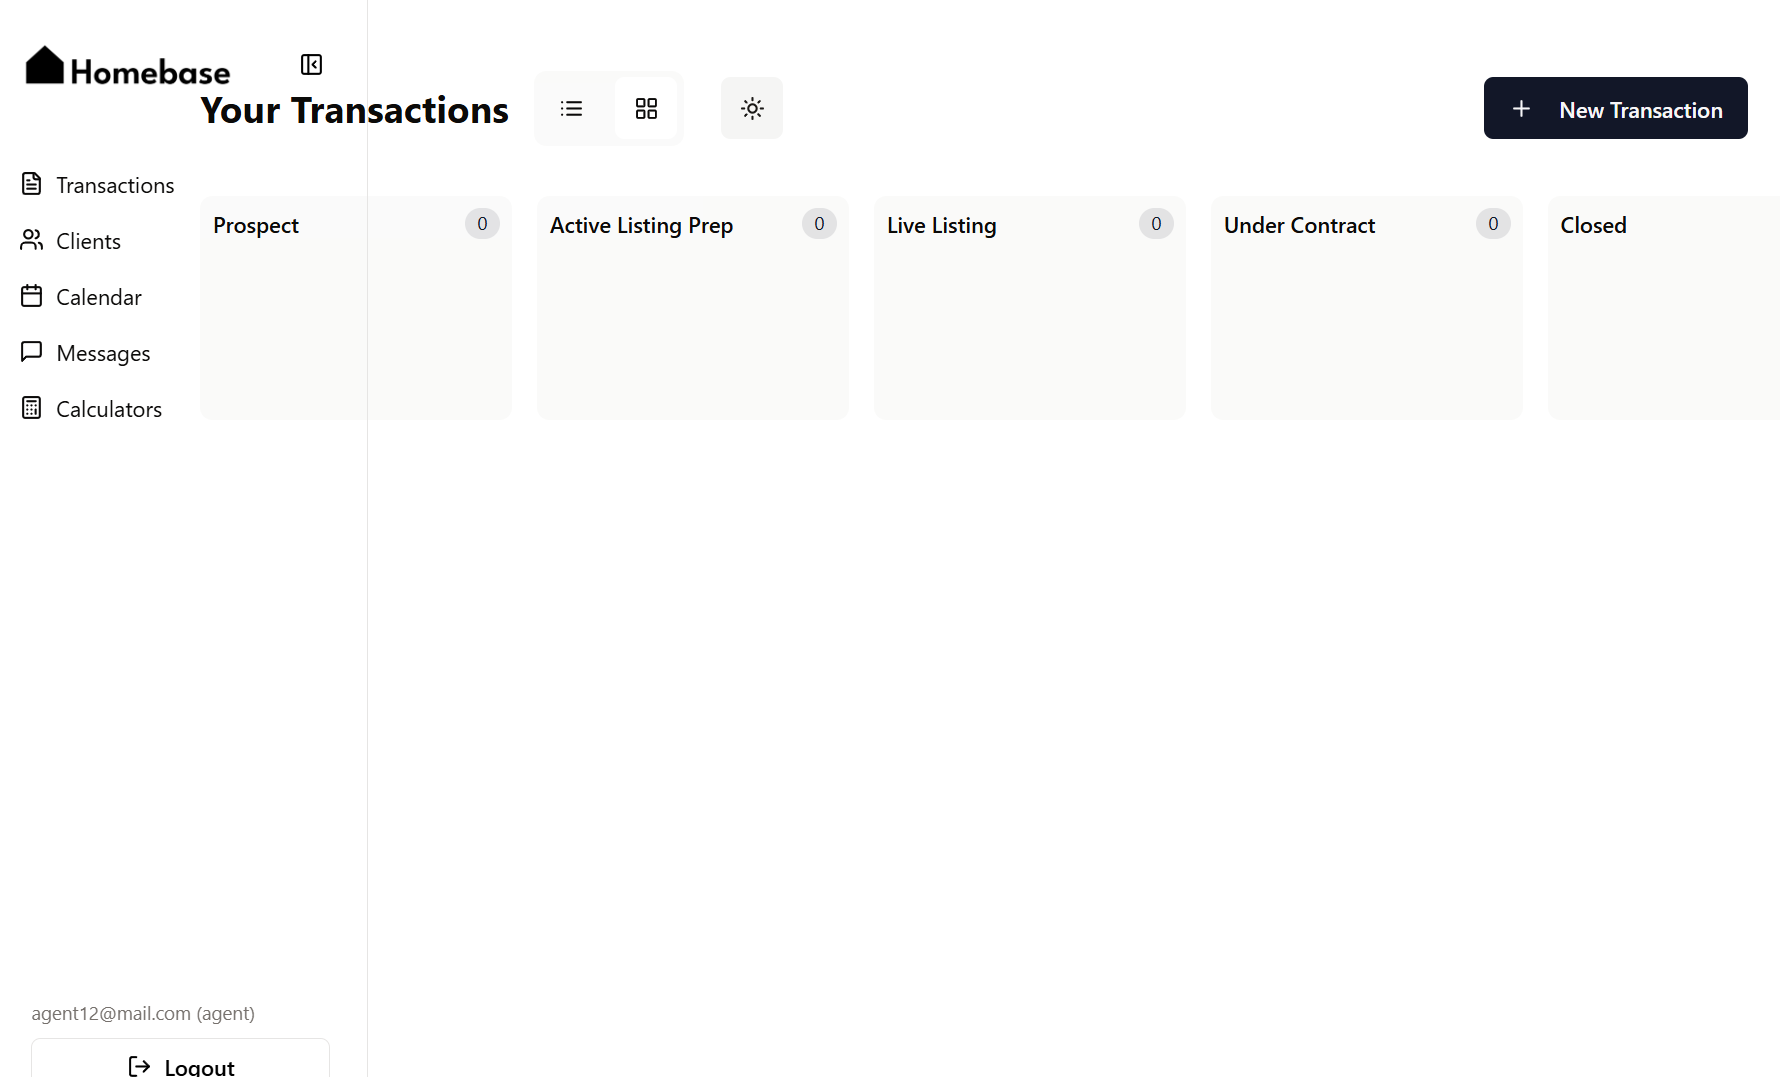 Homebase
Your Transactions
New Transaction
Transactions
Clients
Calendar
Messages
Calculators
Prospect 0
Active Listing Prep 0
Live Listing 0
Under Contract 0
Closed
agent12@mail.com (agent)
Logout